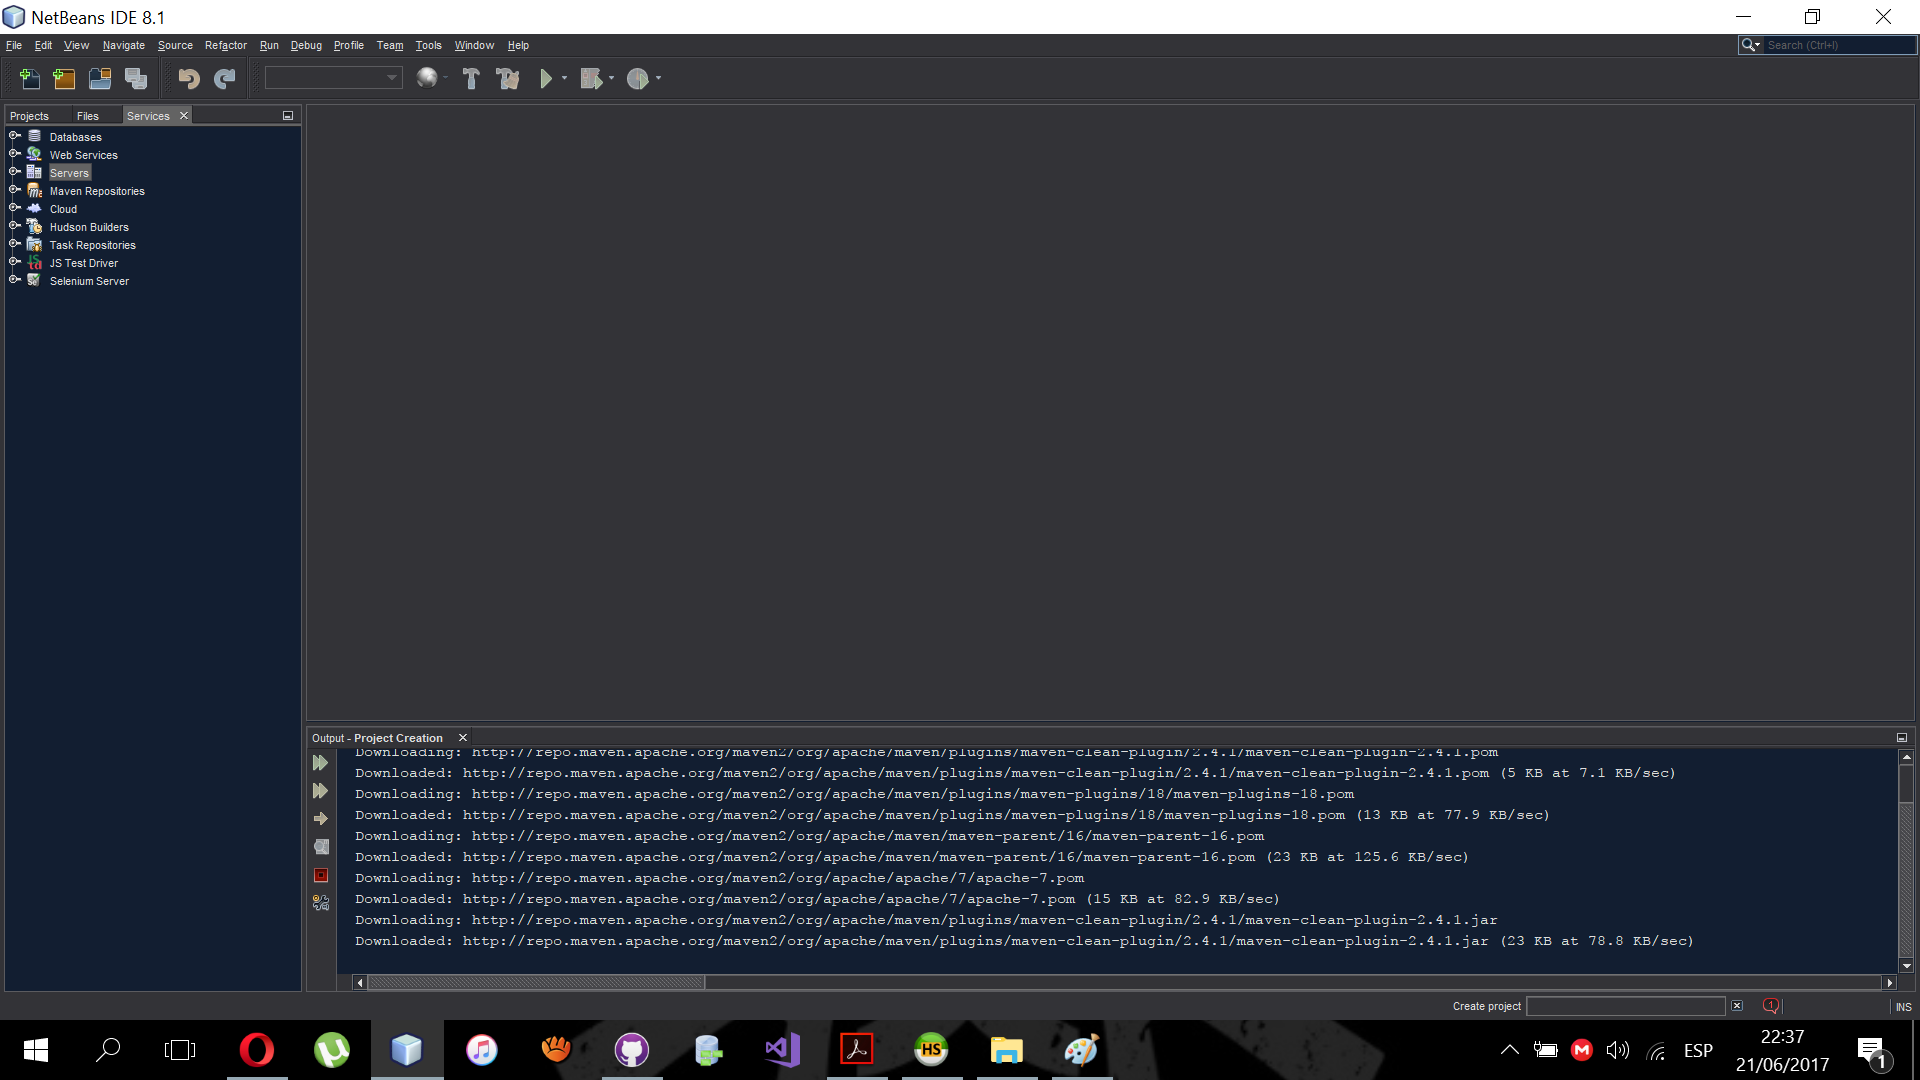 NetBeans IDE 8.1
File Edit View Navigate Source Refactor Run Debug Profile Team Tools Window Help
Search (Ctrl+I)
Projects Files Services
Databases
Web Services
Servers
Maven Repositories
Cloud
Hudson Builders
Task Repositories
JS Test Driver
Selenium Server
Output - Project Creation
Downloading: http://repo.maven.apache.org/maven2/org/apache/maven/plugins/maven-clean-plugin/2.4.1/maven-clean-plugin-2.4.1.pom
Downloaded: http://repo.maven.apache.org/maven2/org/apache/maven/plugins/maven-clean-plugin/2.4.1/maven-clean-plugin-2.4.1.pom (5 KB at 7.1 KB/sec)
Downloading: http://repo.maven.apache.org/maven2/org/apache/maven/plugins/maven-plugins/18/maven-plugins-18.pom
Downloaded: http://repo.maven.apache.org/maven2/org/apache/maven/plugins/maven-plugins/18/maven-plugins-18.pom (13 KB at 77.9 KB/sec)
Downloading: http://repo.maven.apache.org/maven2/org/apache/maven/maven-parent/16/maven-parent-16.pom
Downloaded: http://repo.maven.apache.org/maven2/org/apache/maven/maven-parent/16/maven-parent-16.pom (23 KB at 125.6 KB/sec)
Downloading: http://repo.maven.apache.org/maven2/org/apache/apache/7/apache-7.pom
Downloaded: http://repo.maven.apache.org/maven2/org/apache/apache/7/apache-7.pom (15 KB at 82.9 KB/sec)
Downloading: http://repo.maven.apache.org/maven2/org/apache/maven/plugins/maven-clean-plugin/2.4.1/maven-clean-plugin-2.4.1.jar
Downloaded: http://repo.maven.apache.org/maven2/org/apache/maven/plugins/maven-clean-plugin/2.4.1/maven-clean-plugin-2.4.1.jar (23 KB at 78.8 KB/sec)
Create project 1 INS
HS M ESP 22:37 1
21/06/2017